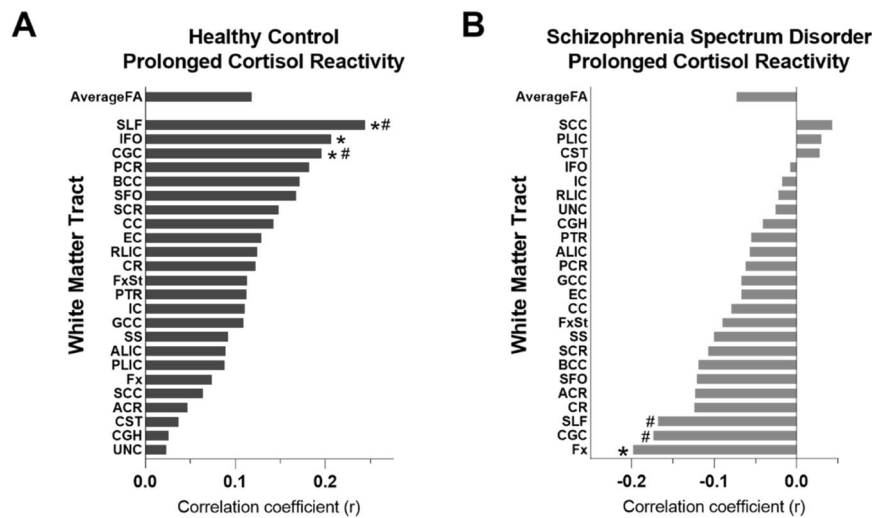 A
Healthy Control
Prolonged Cortisol Reactivity
White Matter Tract
AverageFA
SLF *#
IFO *
CGC *#
PCR
BCC
SFO
SCR
CC
EC
RLIC
CR
FxSt
PTR
IC
GCC
SS
ALIC
PLIC
Fx
SCC
ACR
CST
CGH
UNC
0.0 0.1 0.2
Correlation coefficient (r)
B
Schizophrenia Spectrum Disorder
Prolonged Cortisol Reactivity
White Matter Tract
AverageFA
SCC
PLIC
CST
IFO
IC
RLIC
UNC
CGH
PTR
ALIC
PCR
GCC
EC
CC
FxSt
SS
SCR
BCC
SFO
ACR
CR
SLF #
CGC #
Fx *
-0.2 -0.1 0.0
Correlation coefficient (r)